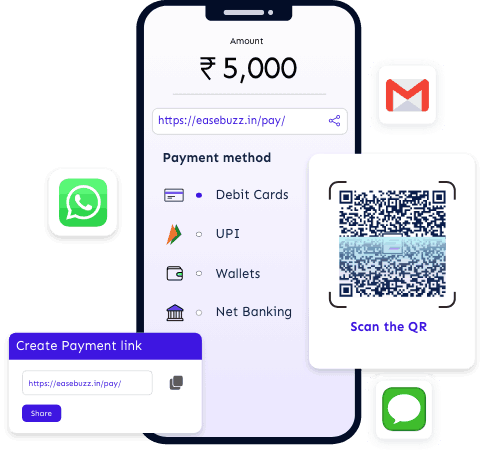 Amount
₹ 5,000
https://easebuzz.in/pay/
Payment method
Debit Cards
UPI
Wallets
Net Banking
Scan the QR
Create Payment link
https://easebuzz.in/pay/
Share